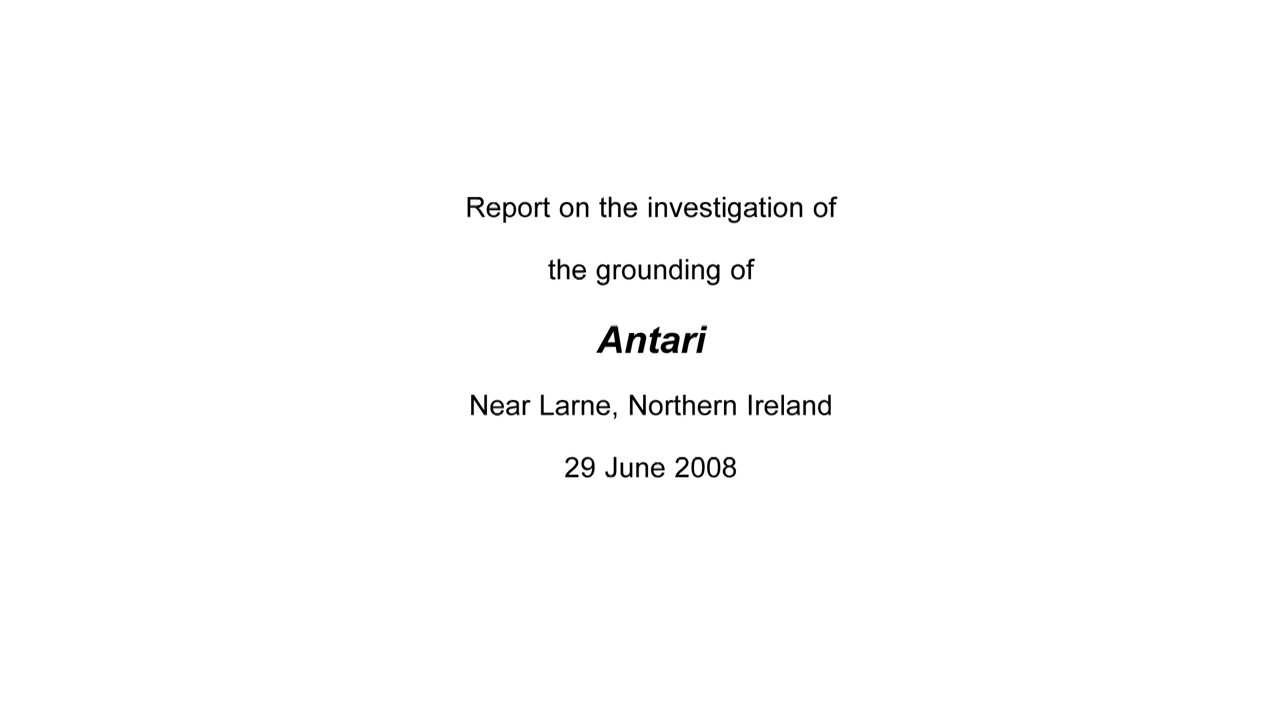 Report on the investigation of
the grounding of
Antari
Near Larne, Northern Ireland
29 June 2008